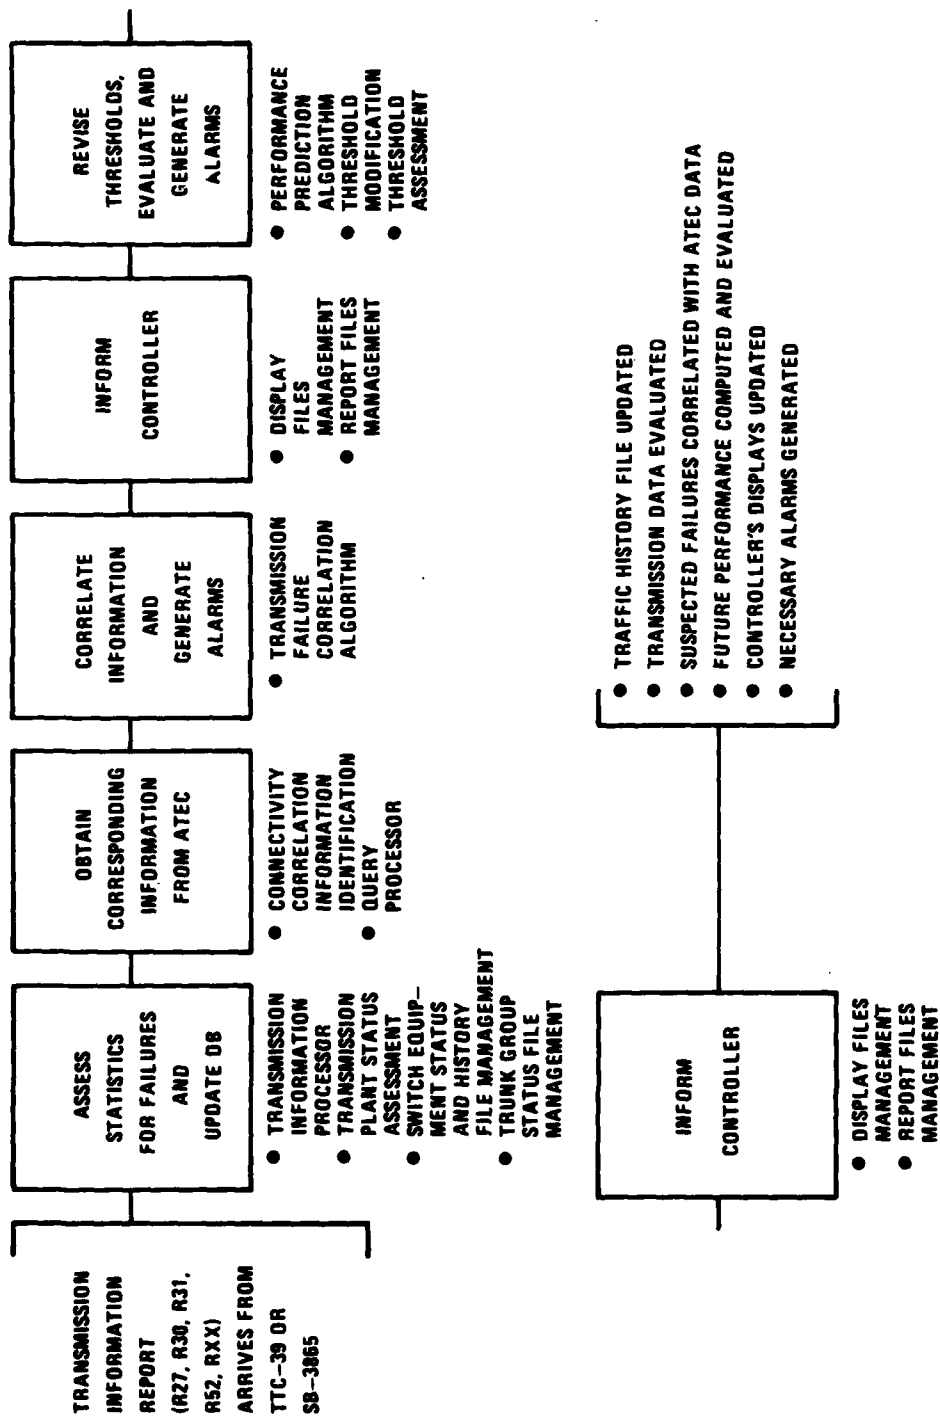 TRANSMISSION
INFORMATION
REPORT
(R27, R30, R31,
R52, RXX)
ARRIVES FROM
TTC-39 OR
SB-3865
ASSESS
STATISTICS
FOR FAILURES
AND
UPDATE DB
● TRANSMISSION
INFORMATION
PROCESSOR
● TRANSMISSION
PLANT STATUS
ASSESSMENT
● SWITCH EQUIP-
MENT STATUS
AND HISTORY
FILE MANAGEMENT
● TRUNK GROUP
STATUS FILE
MANAGEMENT
OBTAIN
CORRESPONDING
INFORMATION
FROM ATEC
● CONNECTIVITY
CORRELATION
INFORMATION
IDENTIFICATION
● QUERY
PROCESSOR
CORRELATE
INFORMATION
AND
GENERATE
ALARMS
● TRANSMISSION
FAILURE
CORRELATION
ALGORITHM
INFORM
CONTROLLER
● DISPLAY
FILES
MANAGEMENT
● REPORT FILES
MANAGEMENT
REVISE
THRESHOLDS,
EVALUATE AND
GENERATE
ALARMS
● PERFORMANCE
PREDICTION
ALGORITHM
● THRESHOLD
MODIFICATION
● THRESHOLD
ASSESSMENT
INFORM
CONTROLLER
● DISPLAY FILES
MANAGEMENT
● REPORT FILES
MANAGEMENT
● TRAFFIC HISTORY FILE UPDATED
● TRANSMISSION DATA EVALUATED
● SUSPECTED FAILURES CORRELATED WITH ATEC DATA
● FUTURE PERFORMANCE COMPUTED AND EVALUATED
● CONTROLLER'S DISPLAYS UPDATED
● NECESSARY ALARMS GENERATED